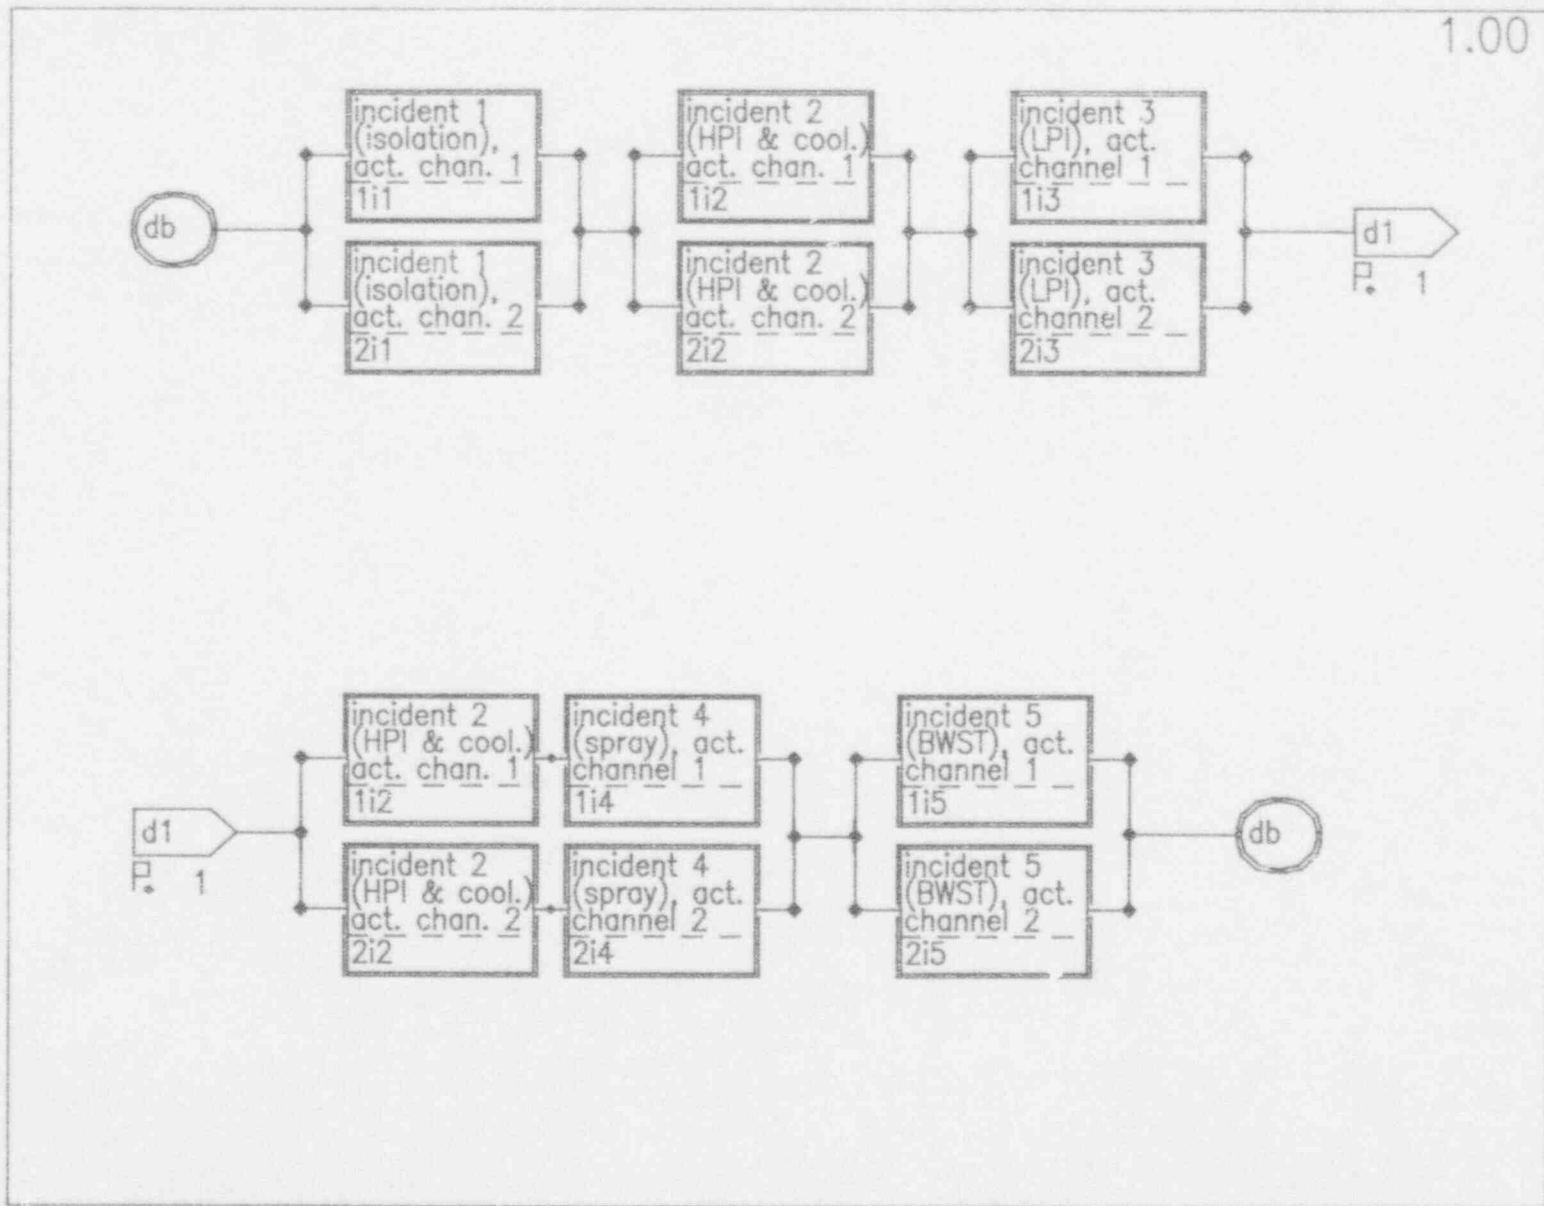 1.00
incident 1
(isolation),
act. chan. 1
1i1
incident 2
(HPI & cool.)
act. chan. 1
1i2
incident 3
(LPI), act.
channel 1
1i3
db
d1
P. 1
incident 1
(isolation),
act. chan. 2
2i1
incident 2
(HPI & cool.)
act. chan. 2
2i2
incident 3
(LPI), act.
channel 2
2i3
incident 2
(HPI & cool.)
act. chan. 1
1i2
incident 4
(spray), act.
channel 1
1i4
incident 5
(BWST), act.
channel 1
1i5
d1
P. 1
db
incident 2
(HPI & cool.)
act. chan. 2
2i2
incident 4
(spray), act.
channel 2
2i4
incident 5
(BWST), act.
channel 2
2i5